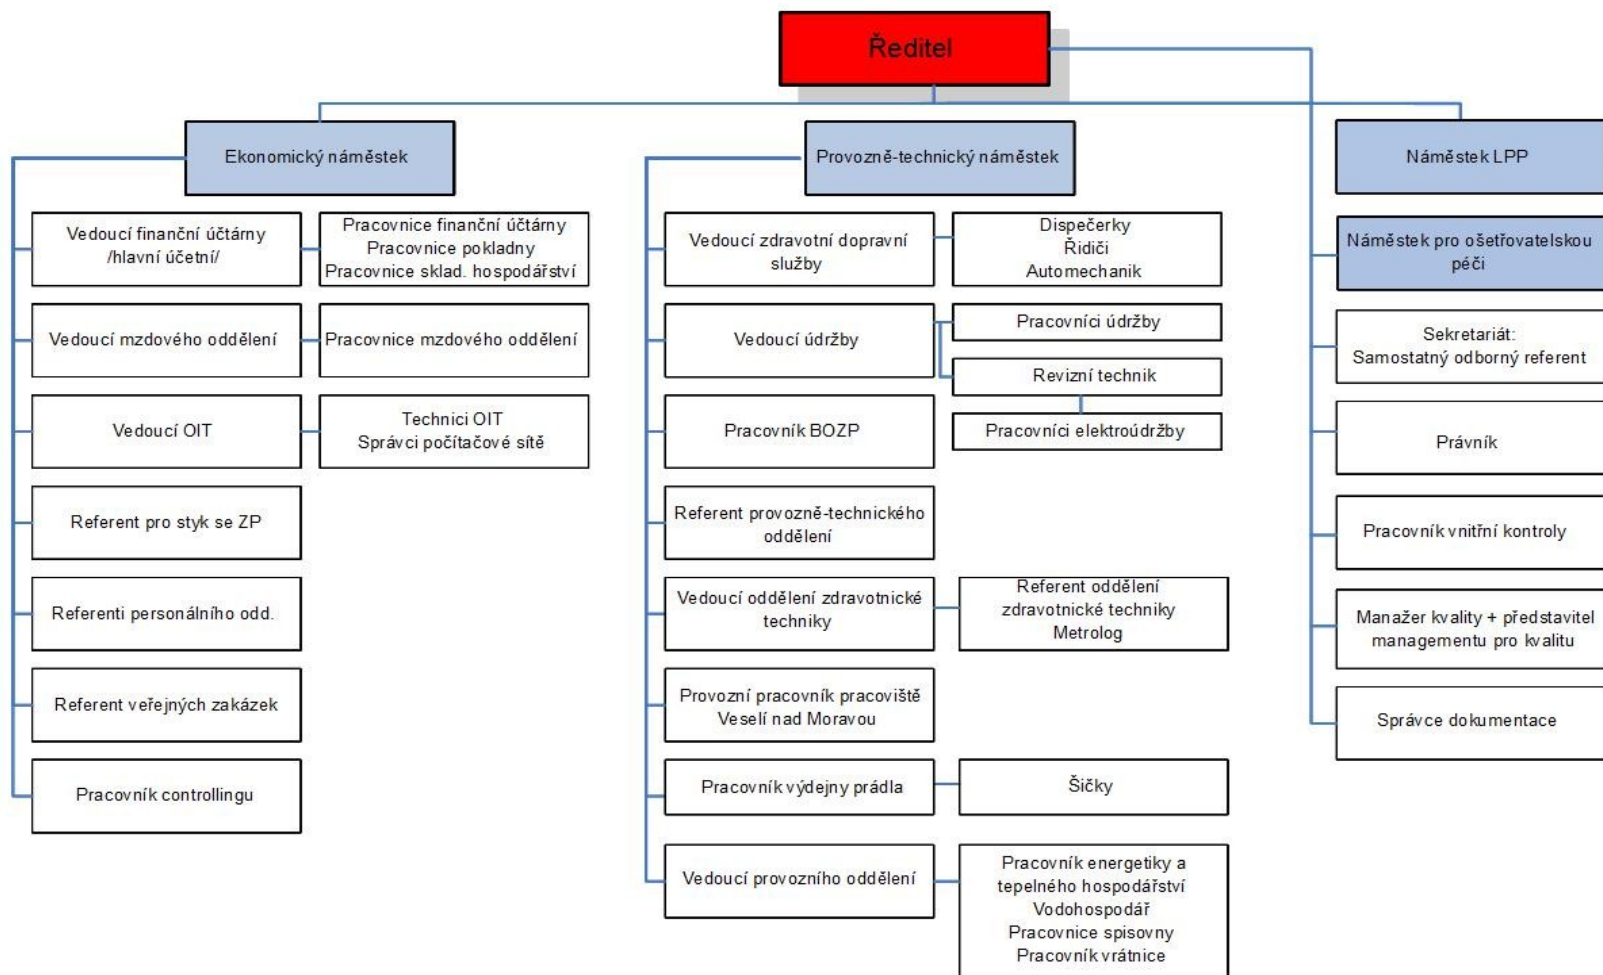 Ředitel
Ekonomický náměstek
Provozně-technický náměstek
Náměstek LPP
Vedoucí finanční účtárny
/hlavní účetní/
Pracovnice finanční účtárny
Pracovnice pokladny
Pracovnice sklad. hospodářství
Vedoucí mzdového oddělení
Pracovnice mzdového oddělení
Vedoucí OIT
Technici OIT
Správci počítačové sítě
Referent pro styk se ZP
Referenti personálního odd.
Referent veřejných zakázek
Pracovník controllingu
Vedoucí zdravotní dopravní
služby
Dispečerky
Řidiči
Automechanik
Vedoucí údržby
Pracovníci údržby
Revizní technik
Pracovníci elektroúdržby
Pracovník BOZP
Referent provozně-technického
oddělení
Vedoucí oddělení zdravotnické
techniky
Referent oddělení
zdravotnické techniky
Metrolog
Provozní pracovník pracoviště
Veselí nad Moravou
Pracovník výdejny prádla
Šičky
Vedoucí provozního oddělení
Pracovník energetiky a
tepelného hospodářství
Vodohospodář
Pracovnice spisovny
Pracovník vrátnice
Náměstek pro ošetřovatelskou
péči
Sekretariát:
Samostatný odborný referent
Právník
Pracovník vnitřní kontroly
Manažer kvality + představitel
managementu pro kvalitu
Správce dokumentace